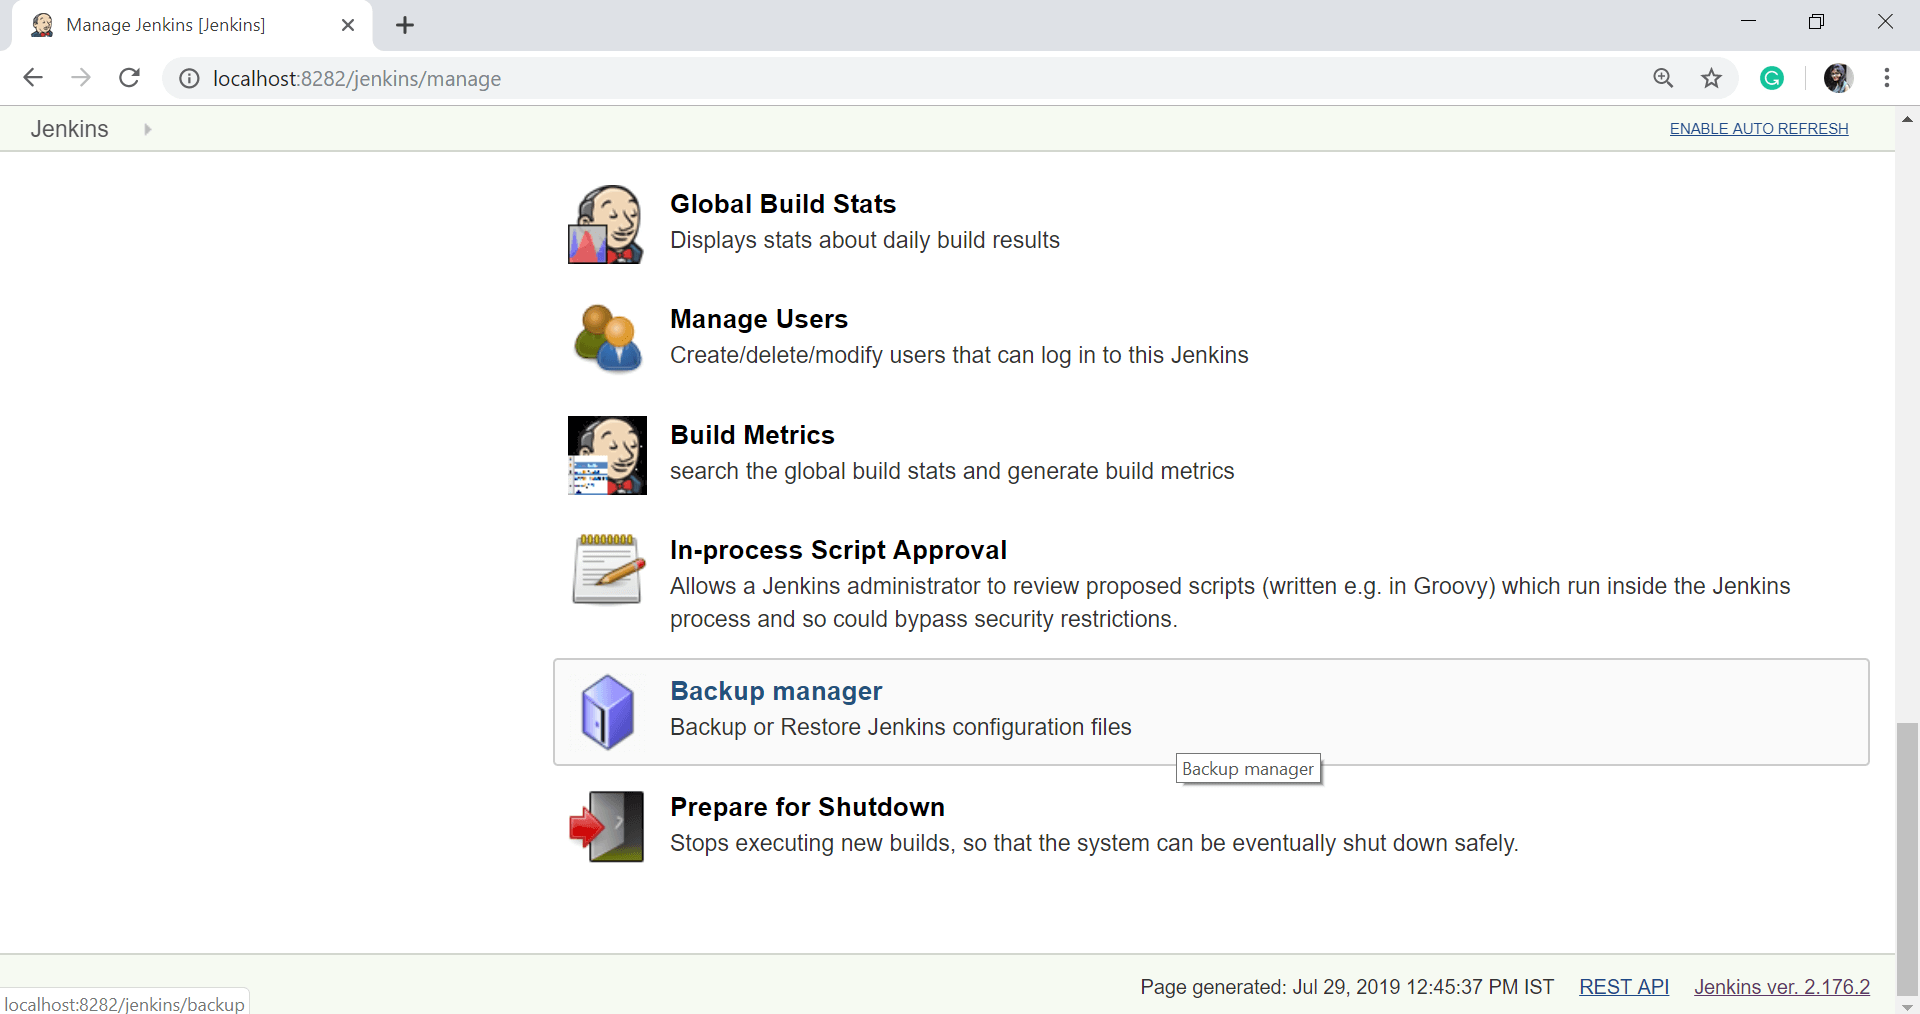 Manage Jenkins [Jenkins]
localhost:8282/jenkins/manage
Jenkins
ENABLE AUTO REFRESH
Global Build Stats
Displays stats about daily build results
Manage Users
Create/delete/modify users that can log in to this Jenkins
Build Metrics
search the global build stats and generate build metrics
In-process Script Approval
Allows a Jenkins administrator to review proposed scripts (written e.g. in Groovy) which run inside the Jenkins
process and so could bypass security restrictions.
Backup manager
Backup or Restore Jenkins configuration files
Backup manager
Prepare for Shutdown
Stops executing new builds, so that the system can be eventually shut down safely.
Page generated: Jul 29, 2019 12:45:37 PM IST REST API Jenkins ver. 2.176.2
localhost:8282/jenkins/backup